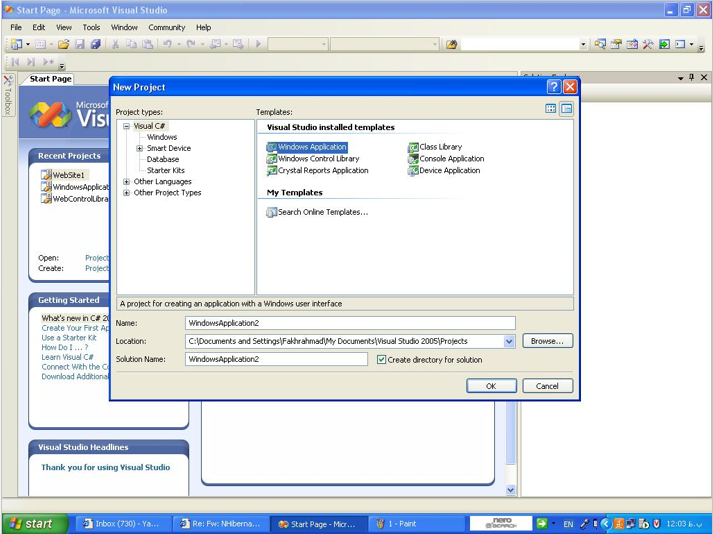 Start Page - Microsoft Visual Studio
File Edit View Tools Window Community Help
Start Page
Toolbox
Microsoft
Recent Projects
WebSite1
Open: Project
Create: Project
Getting Started
What's new in C# 20
Create Your First Ap
Use a Starter Kit
How Do I ... ?
Learn Visual C#
Connect With the Co
Download Additional
Visual Studio Headlines
Thank you for using Visual Studio
New Project
Project types:
Visual C#
Windows
Smart Device
Database
Starter Kits
Other Languages
Other Project Types
Templates:
Visual Studio installed templates
Windows Application
Windows Control Library
Crystal Reports Application
Class Library
Console Application
Device Application
My Templates
Search Online Templates...
A project for creating an application with a Windows user interface
Name: WindowsApplication2
Location: C:\Documents and Settings\Fakhrahmad\My Documents\Visual Studio 2005\Projects
Browse...
Solution Name: WindowsApplication2
Create directory for solution
OK Cancel
start Inbox (730) - Ya... Re: Fw: NHiberna... Start Page - Micr... 1 - Paint nero SEARCH EN 12:03 ب.ظ